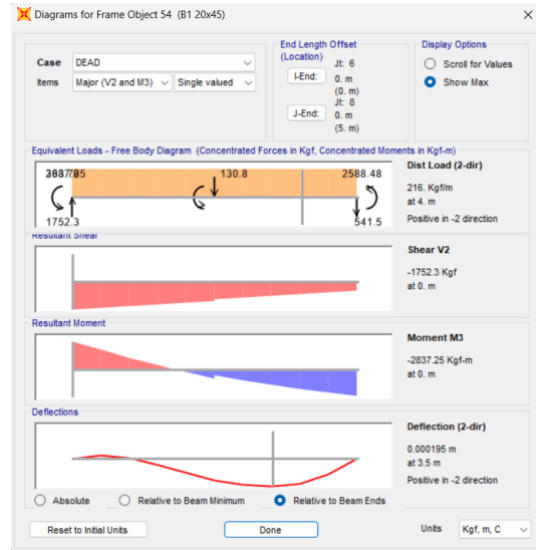 Diagrams for Frame Object 54 (B1 20x45)
Case
DEAD
Items
Major (V2 and M3)
Single valued
End Length Offset
(Location)
Jt: 6
I-End:
0. m
(0. m)
Jt: 8
J-End:
0. m
(5. m)
Display Options
Scroll for Values
Show Max
Equivalent Loads - Free Body Diagram (Concentrated Forces in Kgf, Concentrated Moments in Kgf-m)
130.8
2588.48
1752.3
541.5
Dist Load (2-dir)
216. Kgf/m
at 4. m
Positive in -2 direction
Resultant Shear
Shear V2
-1752.3 Kgf
at 0. m
Resultant Moment
Moment M3
-2837.25 Kgf-m
at 0. m
Deflections
Deflection (2-dir)
0.000195 m
at 3.5 m
Positive in -2 direction
Absolute
Relative to Beam Minimum
Relative to Beam Ends
Reset to Initial Units
Done
Units
Kgf, m, C